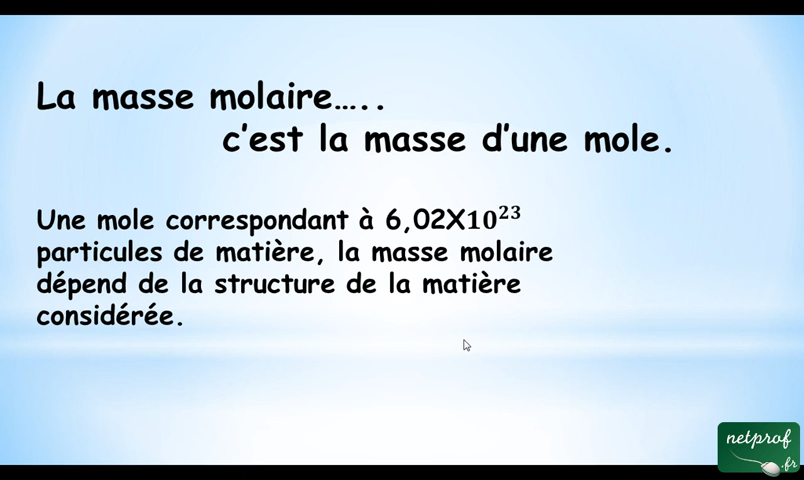 La masse molaire.....
c'est la masse d'une mole.
Une mole correspondant à 6,02X10²³
particules de matière, la masse molaire
dépend de la structure de la matière
considérée.
netprof
.fr